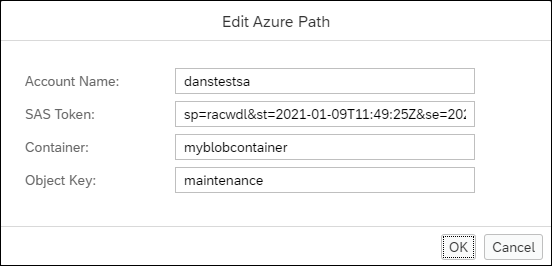 Edit Azure Path
Account Name: danstestsa
SAS Token: sp=racwdl&st=2021-01-09T11:49:25Z&se=202
Container: myblobcontainer
Object Key: maintenance
OK Cancel